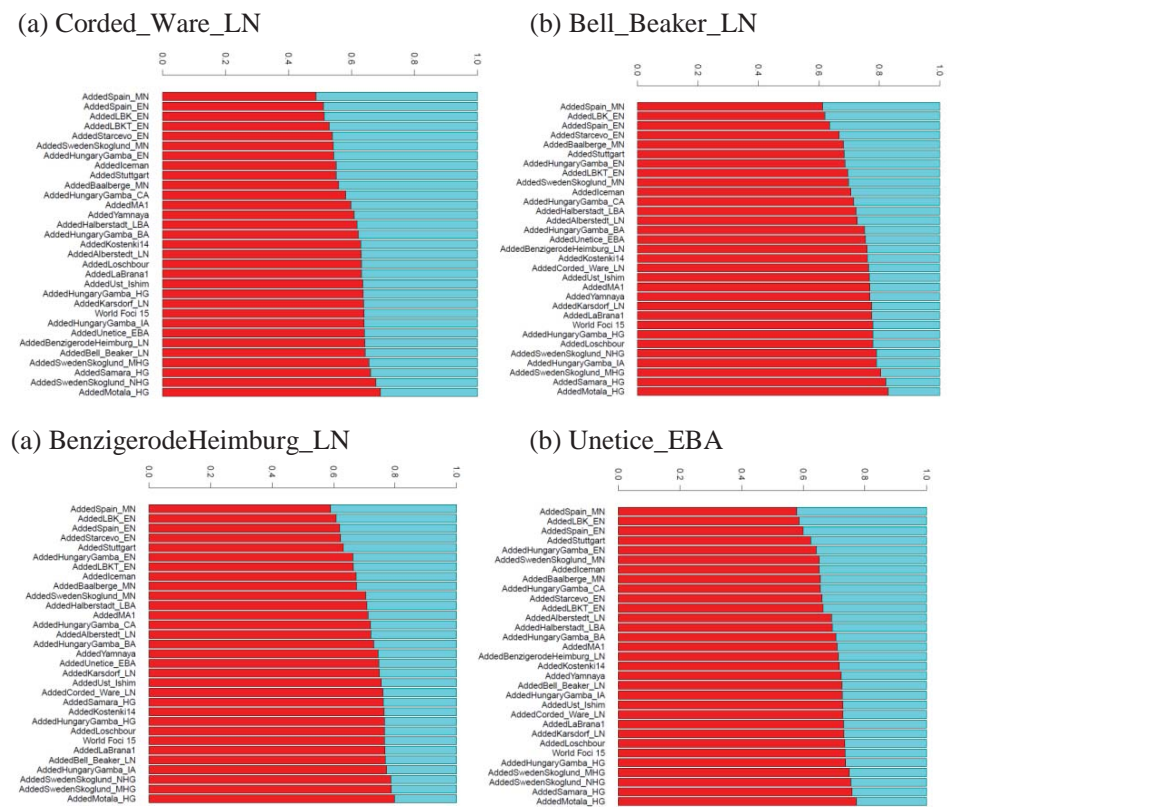 (a) Corded_Ware_LN
0.0 0.2 0.4 0.6 0.8 1.0
AddedSpain_MN
AddedSpain_EN
AddedLBK_EN
AddedLBKT_EN
AddedStarcevo_EN
AddedSwedenSkoglund_MN
AddedHungaryGamba_EN
AddedIceman
AddedStuttgart
AddedBaalberge_MN
AddedHungaryGamba_CA
AddedMA1
AddedYamnaya
AddedHalberstadt_LBA
AddedHungaryGamba_BA
AddedKostenki14
AddedAlberstedt_LN
AddedLoschbour
AddedLaBrana1
AddedUst_Ishim
AddedHungaryGamba_HG
AddedKarsdorf_LN
World Foci 15
AddedHungaryGamba_IA
AddedUnetice_EBA
AddedBenzigerodeHeimburg_LN
AddedBell_Beaker_LN
AddedSwedenSkoglund_MHG
AddedSamara_HG
AddedSwedenSkoglund_NHG
AddedMotala_HG
(b) Bell_Beaker_LN
0.0 0.2 0.4 0.6 0.8 1.0
AddedSpain_MN
AddedLBK_EN
AddedSpain_EN
AddedStarcevo_EN
AddedBaalberge_MN
AddedStuttgart
AddedHungaryGamba_EN
AddedLBKT_EN
AddedSwedenSkoglund_MN
AddedIceman
AddedHungaryGamba_CA
AddedHalberstadt_LBA
AddedAlberstedt_LN
AddedHungaryGamba_BA
AddedUnetice_EBA
AddedBenzigerodeHeimburg_LN
AddedKostenki14
AddedCorded_Ware_LN
AddedUst_Ishim
AddedMA1
AddedYamnaya
AddedKarsdorf_LN
AddedLaBrana1
World Foci 15
AddedHungaryGamba_HG
AddedLoschbour
AddedSwedenSkoglund_NHG
AddedHungaryGamba_IA
AddedSwedenSkoglund_MHG
AddedSamara_HG
AddedMotala_HG
(a) BenzigerodeHeimburg_LN
0.0 0.2 0.4 0.6 0.8 1.0
AddedSpain_MN
AddedLBK_EN
AddedSpain_EN
AddedStarcevo_EN
AddedStuttgart
AddedHungaryGamba_EN
AddedLBKT_EN
AddedIceman
AddedBaalberge_MN
AddedSwedenSkoglund_MN
AddedHalberstadt_LBA
AddedMA1
AddedHungaryGamba_CA
AddedAlberstedt_LN
AddedHungaryGamba_BA
AddedYamnaya
AddedUnetice_EBA
AddedKarsdorf_LN
AddedUst_Ishim
AddedCorded_Ware_LN
AddedSamara_HG
AddedKostenki14
AddedHungaryGamba_HG
AddedLoschbour
World Foci 15
AddedLaBrana1
AddedBell_Beaker_LN
AddedHungaryGamba_IA
AddedSwedenSkoglund_NHG
AddedSwedenSkoglund_MHG
AddedMotala_HG
(b) Unetice_EBA
0.0 0.2 0.4 0.6 0.8 1.0
AddedSpain_MN
AddedLBK_EN
AddedSpain_EN
AddedStuttgart
AddedHungaryGamba_EN
AddedSwedenSkoglund_MN
AddedIceman
AddedBaalberge_MN
AddedHungaryGamba_CA
AddedStarcevo_EN
AddedLBKT_EN
AddedAlberstedt_LN
AddedHalberstadt_LBA
AddedHungaryGamba_BA
AddedMA1
AddedBenzigerodeHeimburg_LN
AddedKostenki14
AddedYamnaya
AddedBell_Beaker_LN
AddedHungaryGamba_IA
AddedUst_Ishim
AddedCorded_Ware_LN
AddedLaBrana1
AddedKarsdorf_LN
AddedLoschbour
World Foci 15
AddedHungaryGamba_HG
AddedSwedenSkoglund_MHG
AddedSwedenSkoglund_NHG
AddedSamara_HG
AddedMotala_HG